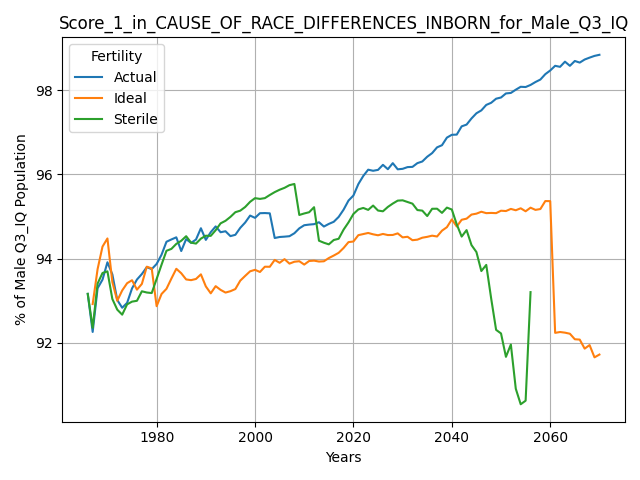 Score_1_in_CAUSE_OF_RACE_DIFFERENCES_INBORN_for_Male_Q3_IQ
Fertility
Actual
Ideal
Sterile
% of Male Q3_IQ Population
98
96
94
92
1980
2000
2020
2040
2060
Years